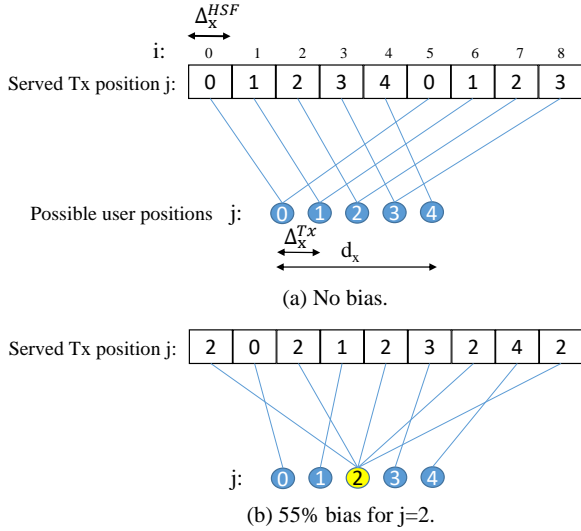 Δ_x^HSF
i: 0 1 2 3 4 5 6 7 8
Served Tx position j: 0 1 2 3 4 0 1 2 3
Possible user positions j: 0 1 2 3 4
Δ_x^Tx
d_x
(a) No bias.
Served Tx position j: 2 0 2 1 2 3 2 4 2
j: 0 1 2 3 4
(b) 55% bias for j=2.